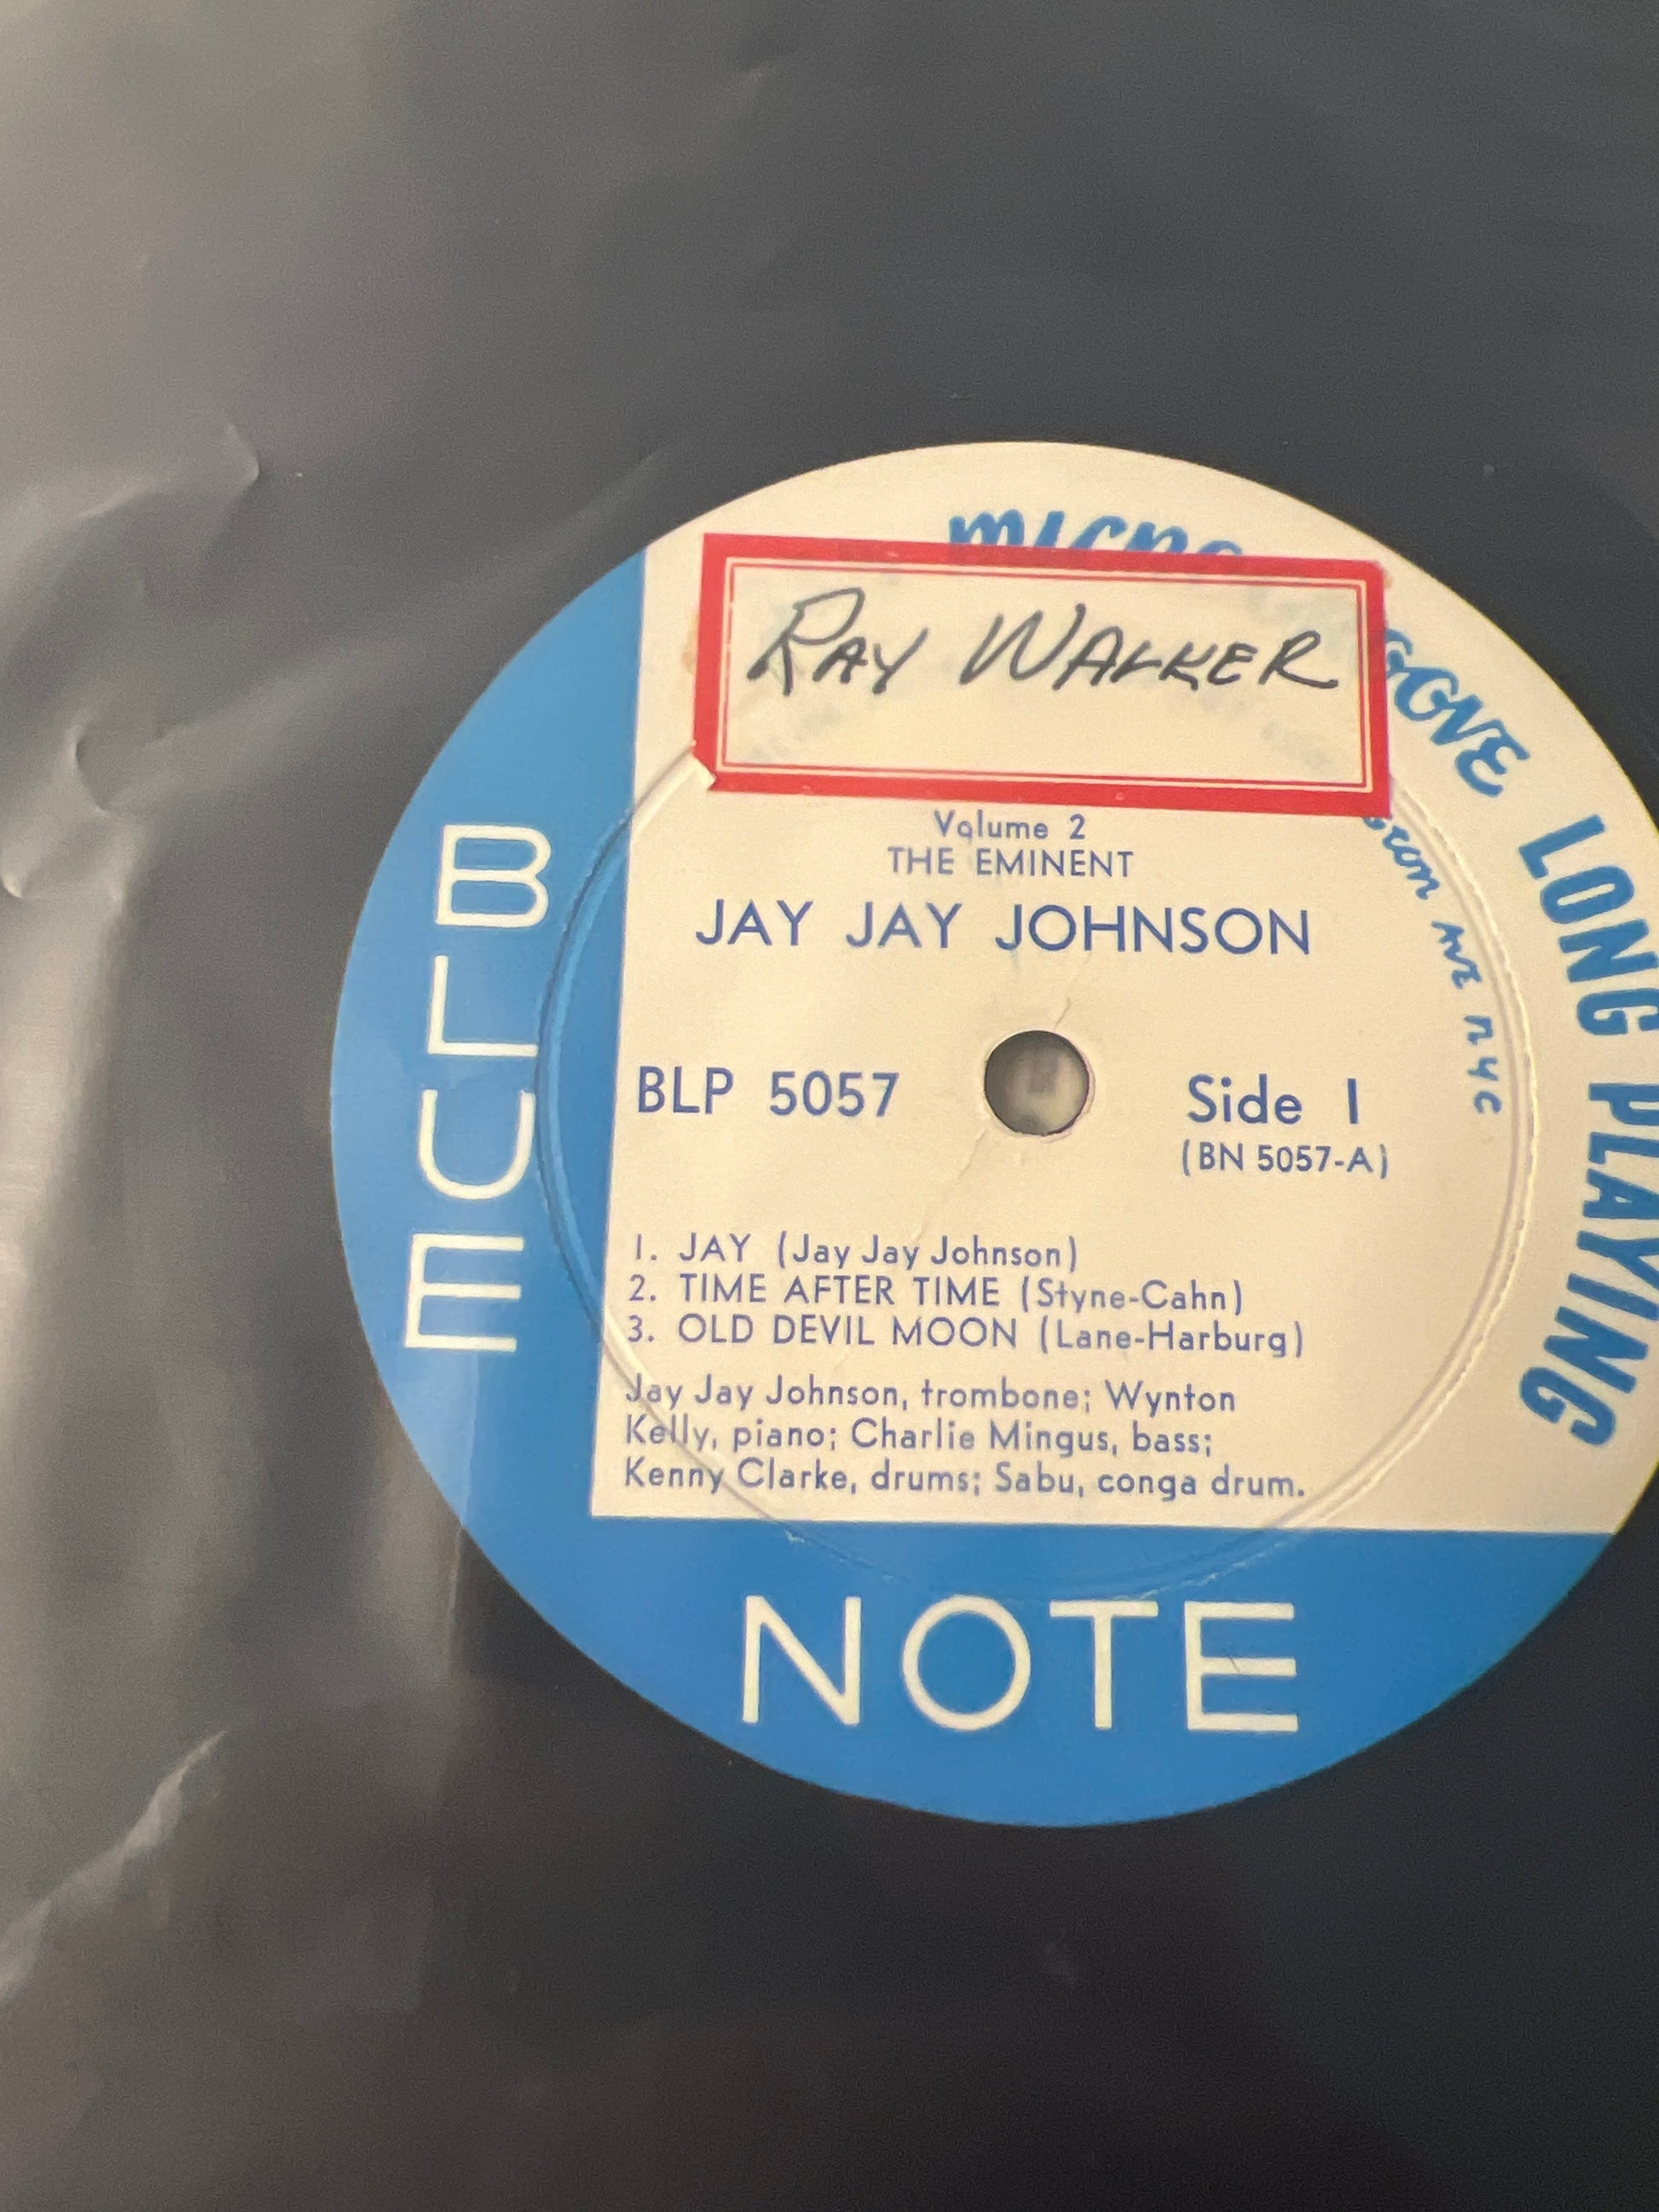 RAY WALKER
LONG PLAYING
Volume 2
THE EMINENT
JAY JAY JOHNSON
BLP 5057
Side 1
(BN 5057-A)
AVE NYC
1. JAY (Jay Jay Johnson)
2. TIME AFTER TIME (Styne-Cahn)
3. OLD DEVIL MOON (Lane-Harburg)
Jay Jay Johnson, trombone; Wynton
Kelly, piano; Charlie Mingus, bass;
Kenny Clarke, drums; Sabu, conga drum.
BLUE
NOTE